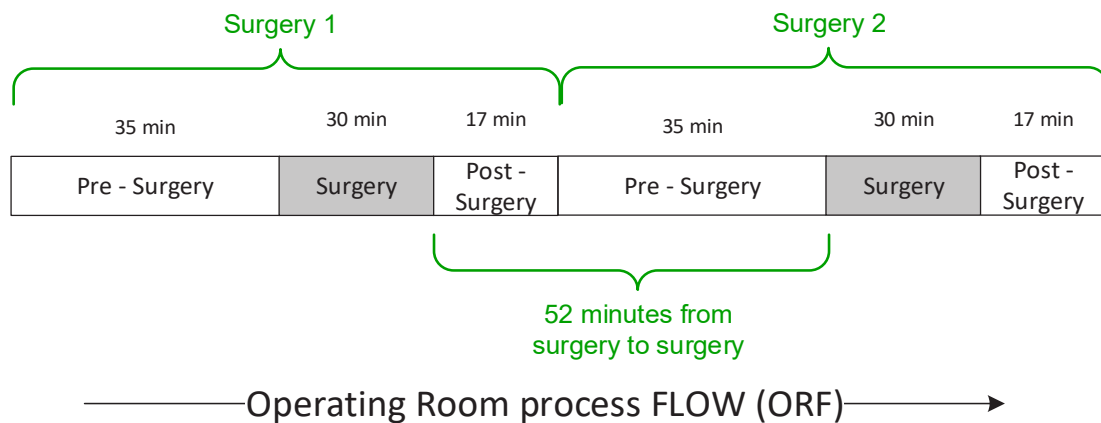 Surgery 1
Surgery 2
35 min
30 min
17 min
35 min
30 min
17 min
Pre - Surgery
Surgery
Post -
Surgery
Pre - Surgery
Surgery
Post -
Surgery
52 minutes from
surgery to surgery
Operating Room process FLOW (ORF)